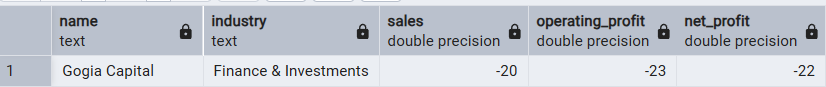 name industry sales operating_profit net_profit
text text double precision double precision double precision
1 Gogia Capital Finance & Investments -20 -23 -22